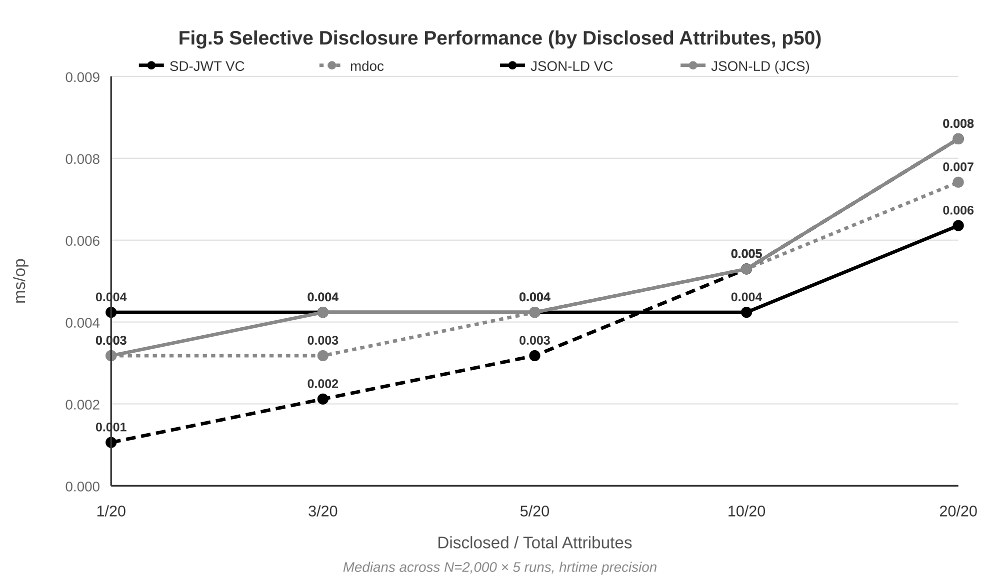 Fig.5 Selective Disclosure Performance (by Disclosed Attributes, p50)
SD-JWT VC mdoc JSON-LD VC JSON-LD (JCS)
0.009
0.008
0.008
0.007
0.006
0.006
0.005
0.004 0.004 0.004 0.004
0.004
0.003 0.003 0.003
0.002
0.002
0.001
0.000
ms/op
1/20 3/20 5/20 10/20 20/20
Disclosed / Total Attributes
Medians across N=2,000 × 5 runs, hrtime precision